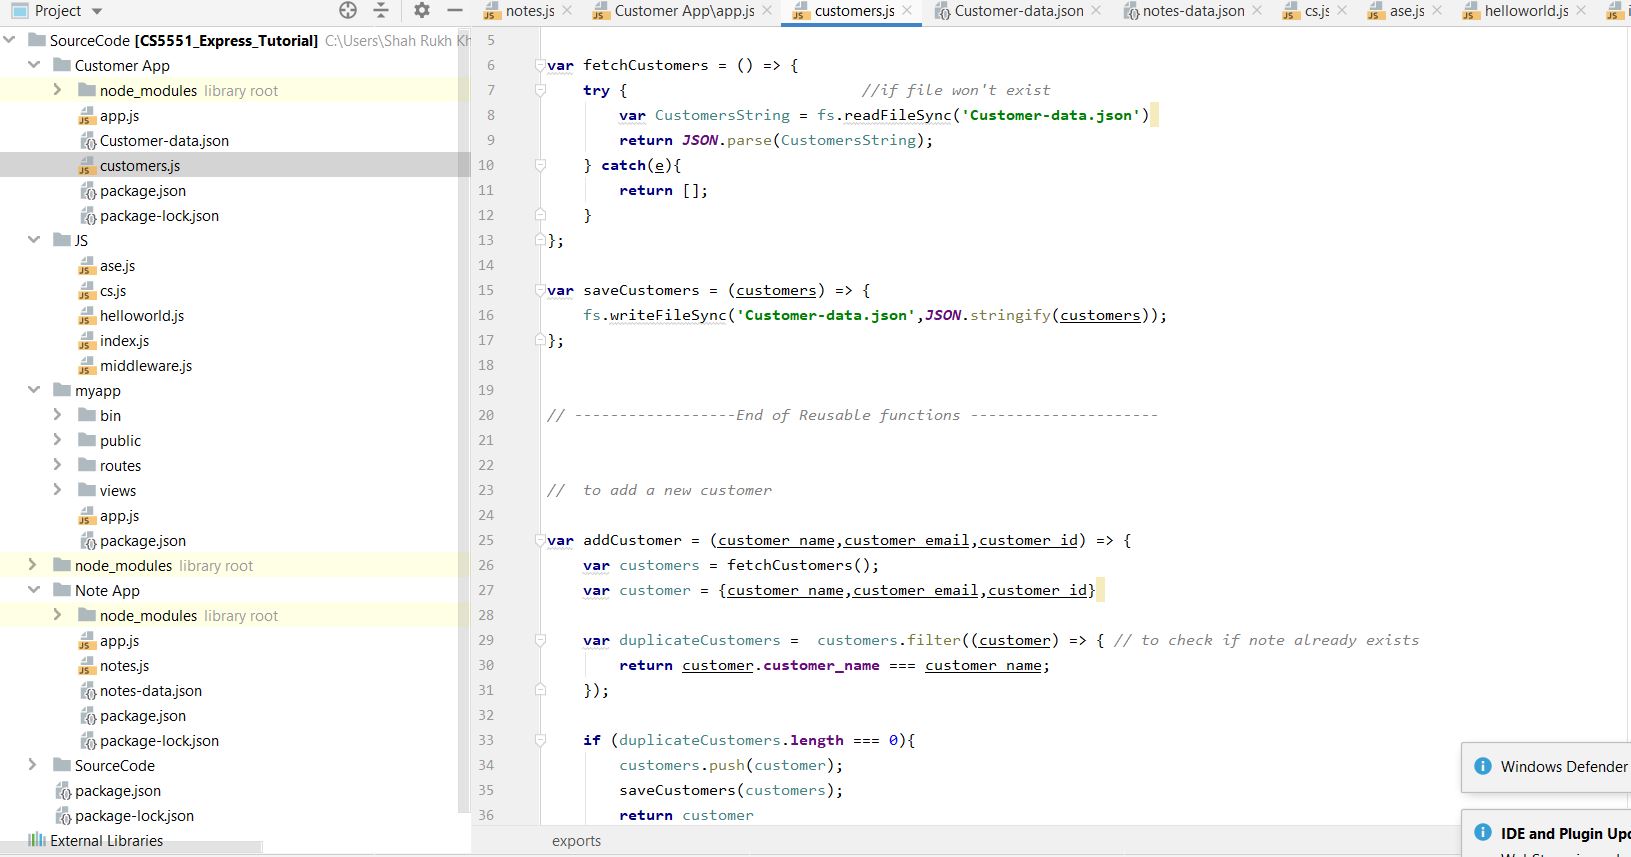 Project
SourceCode [CS5551_Express_Tutorial] C:\Users\Shah Rukh Kh
Customer App
node_modules library root
app.js
Customer-data.json
customers.js
package.json
package-lock.json
JS
ase.js
cs.js
helloworld.js
index.js
middleware.js
myapp
bin
public
routes
views
app.js
package.json
node_modules library root
Note App
node_modules library root
app.js
notes.js
notes-data.json
package.json
package-lock.json
SourceCode
package.json
package-lock.json
External Libraries
notes.js Customer App\app.js customers.js Customer-data.json notes-data.json cs.js ase.js helloworld.js
5
6 var fetchCustomers = () => {
7 try { //if file won't exist
8 var CustomersString = fs.readFileSync('Customer-data.json')
9 return JSON.parse(CustomersString);
10 } catch(e){
11 return [];
12 }
13 };
14
15 var saveCustomers = (customers) => {
16 fs.writeFileSync('Customer-data.json',JSON.stringify(customers));
17 };
18
19
20 // ------------------End of Reusable functions ---------------------
21
22
23 // to add a new customer
24
25 var addCustomer = (customer_name,customer_email,customer_id) => {
26 var customers = fetchCustomers();
27 var customer = {customer_name,customer_email,customer_id}
28
29 var duplicateCustomers = customers.filter((customer) => { // to check if note already exists
30 return customer.customer_name === customer_name;
31 });
32
33 if (duplicateCustomers.length === 0){
34 customers.push(customer);
35 saveCustomers(customers);
36 return customer
exports
Windows Defender
IDE and Plugin Upd